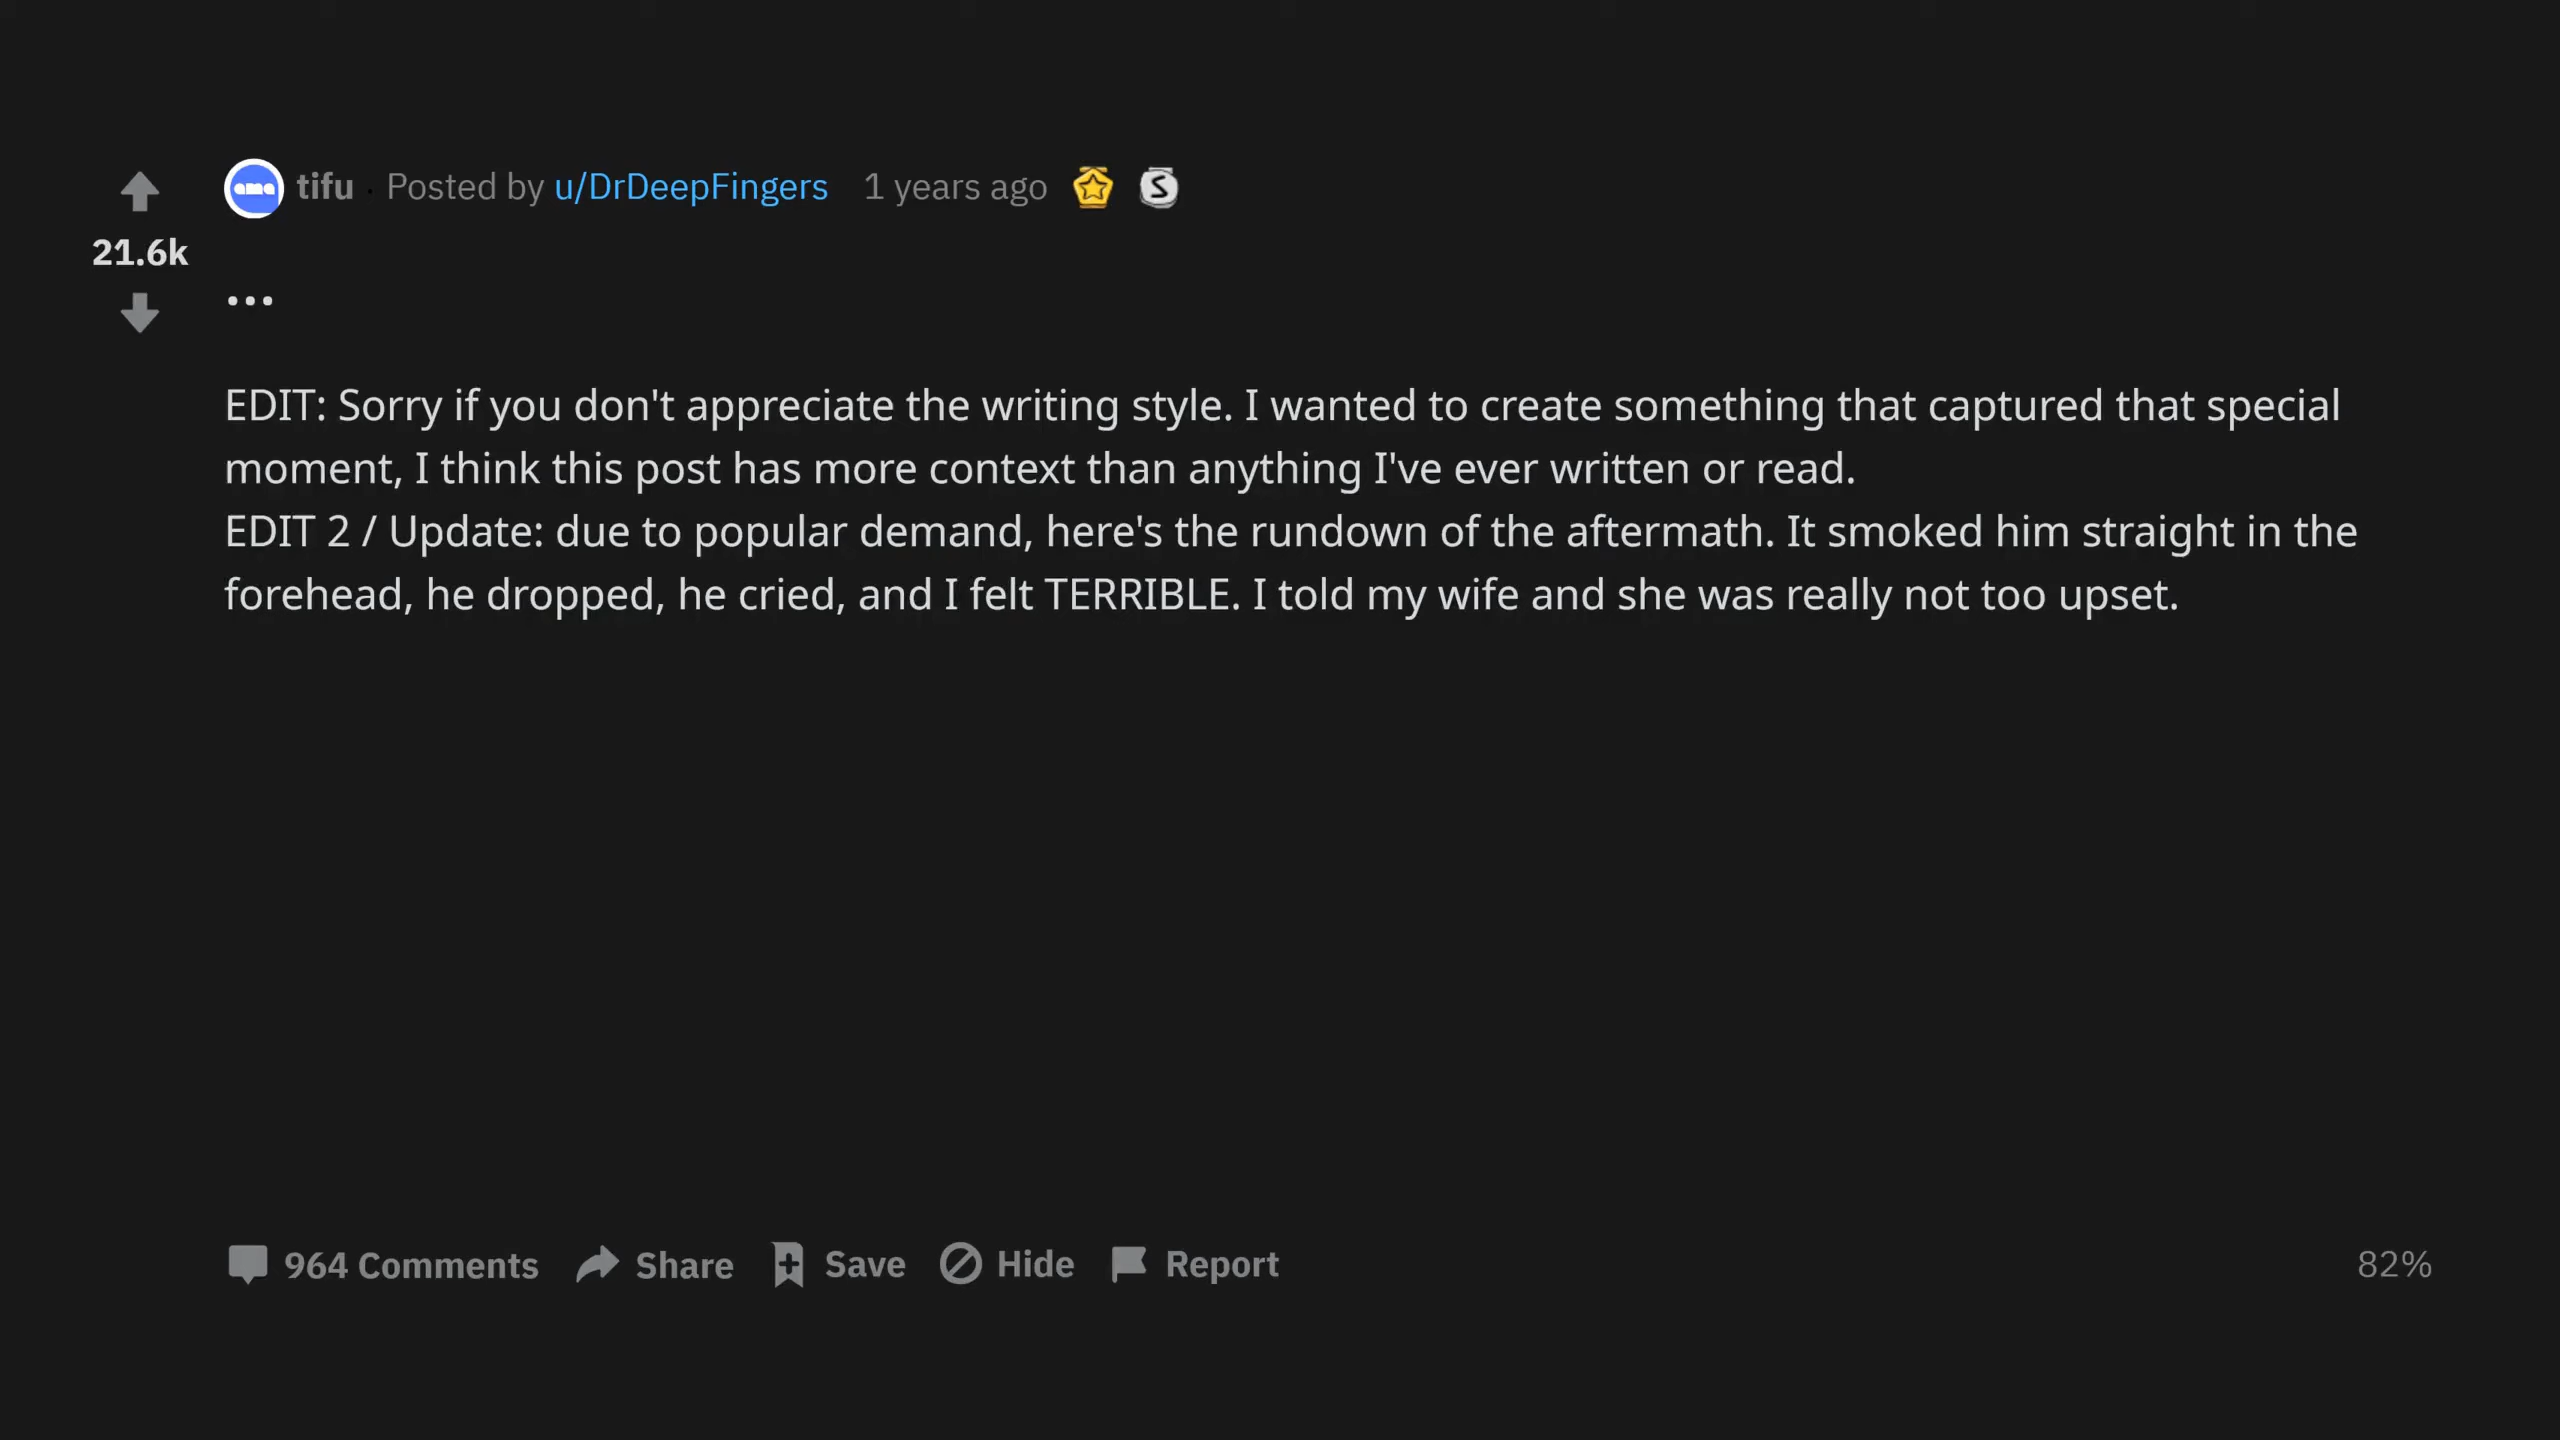 ama tifu · Posted by u/DrDeepFingers 1 years ago S
21.6k
...
EDIT: Sorry if you don't appreciate the writing style. I wanted to create something that captured that special
moment, I think this post has more context than anything I've ever written or read.
EDIT 2 / Update: due to popular demand, here's the rundown of the aftermath. It smoked him straight in the
forehead, he dropped, he cried, and I felt TERRIBLE. I told my wife and she was really not too upset.
964 Comments Share Save Hide Report 82%